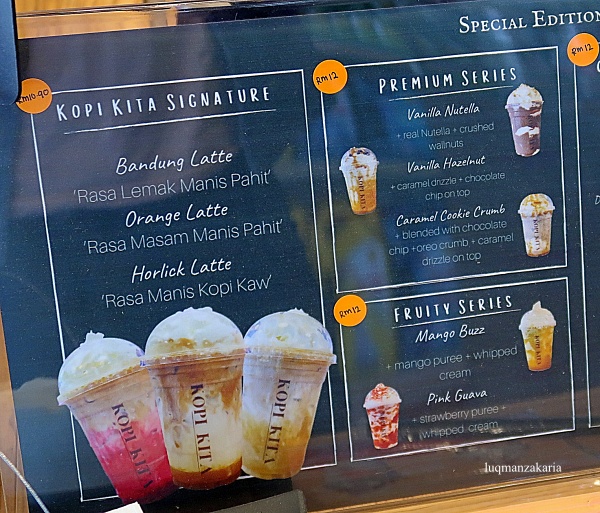 SPECIAL EDITION
RM10.90
KOPI KITA SIGNATURE
Bandung Latte
'Rasa Lemak Manis Pahit'
Orange Latte
'Rasa Masam Manis Pahit'
Horlick Latte
'Rasa Manis Kopi Kaw'
KOPI KITA
KOPI KITA
KOPI KITA
RM12
PREMIUM SERIES
Vanilla Nutella
+ real Nutella + crushed
wallnuts
Vanilla Hazelnut
+ caramel drizzle + chocolate
chip on top
Caramel Cookie Crumb
+ blended with chocolate
chip +oreo crumb + caramel
drizzle on top
RM12
FRUITY SERIES
Mango Buzz
+ mango puree + whipped
cream
Pink Guava
+ strawberry puree +
whipped cream
RM12
luqmanzakaria